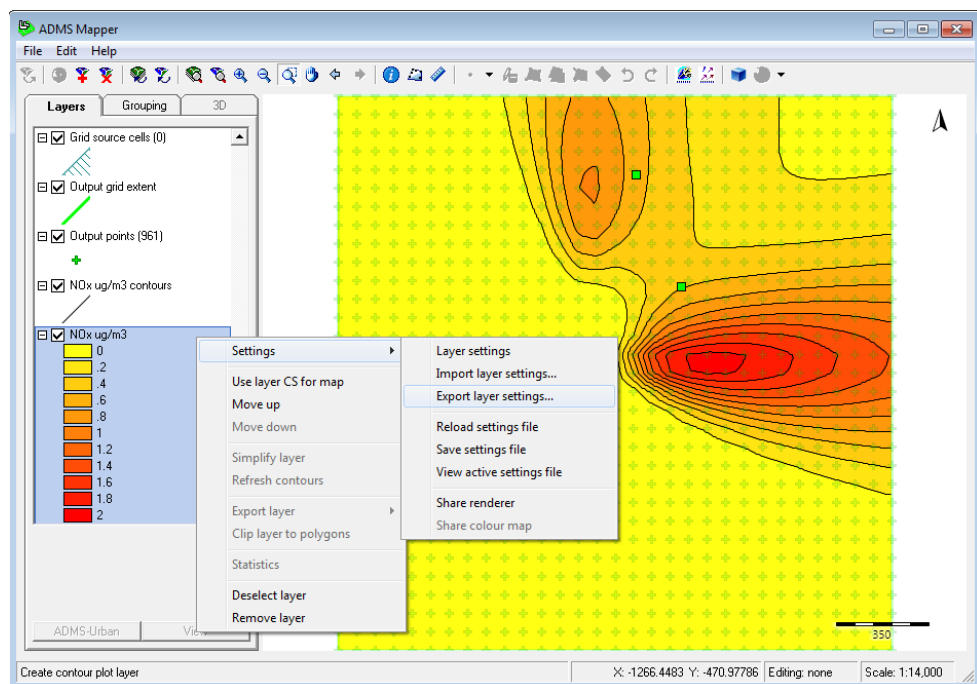 ADMS Mapper
File Edit Help
Layers Grouping 3D
Grid source cells (0)
Output grid extent
Output points (961)
NOx ug/m3 contours
NOx ug/m3
0
.2
.4
.6
.8
1
1.2
1.4
1.6
1.8
2
Settings
Use layer CS for map
Move up
Move down
Simplify layer
Refresh contours
Export layer
Clip layer to polygons
Statistics
Deselect layer
Remove layer
Layer settings
Import layer settings...
Export layer settings...
Reload settings file
Save settings file
View active settings file
Share renderer
Share colour map
ADMS-Urban
350
Create contour plot layer
X: -1266.4483 Y: -470.97786 Editing: none Scale: 1:14,000